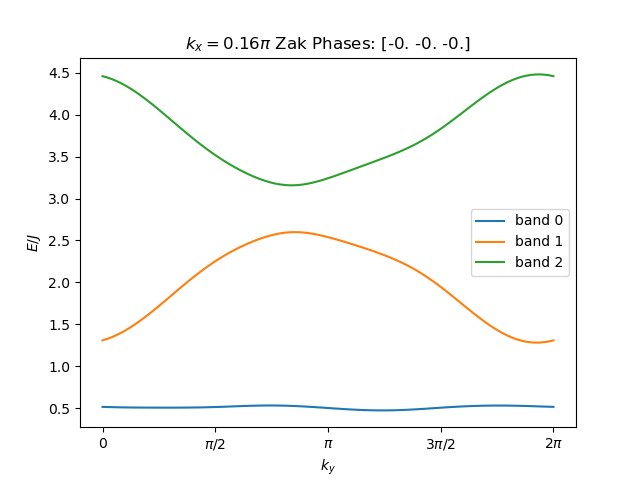 k_x = 0.16π Zak Phases: [-0. -0. -0.]
4.5
4.0
3.5
3.0
2.5
2.0
1.5
1.0
0.5
E/J
band 0
band 1
band 2
0
π/2
π
3π/2
2π
k_y